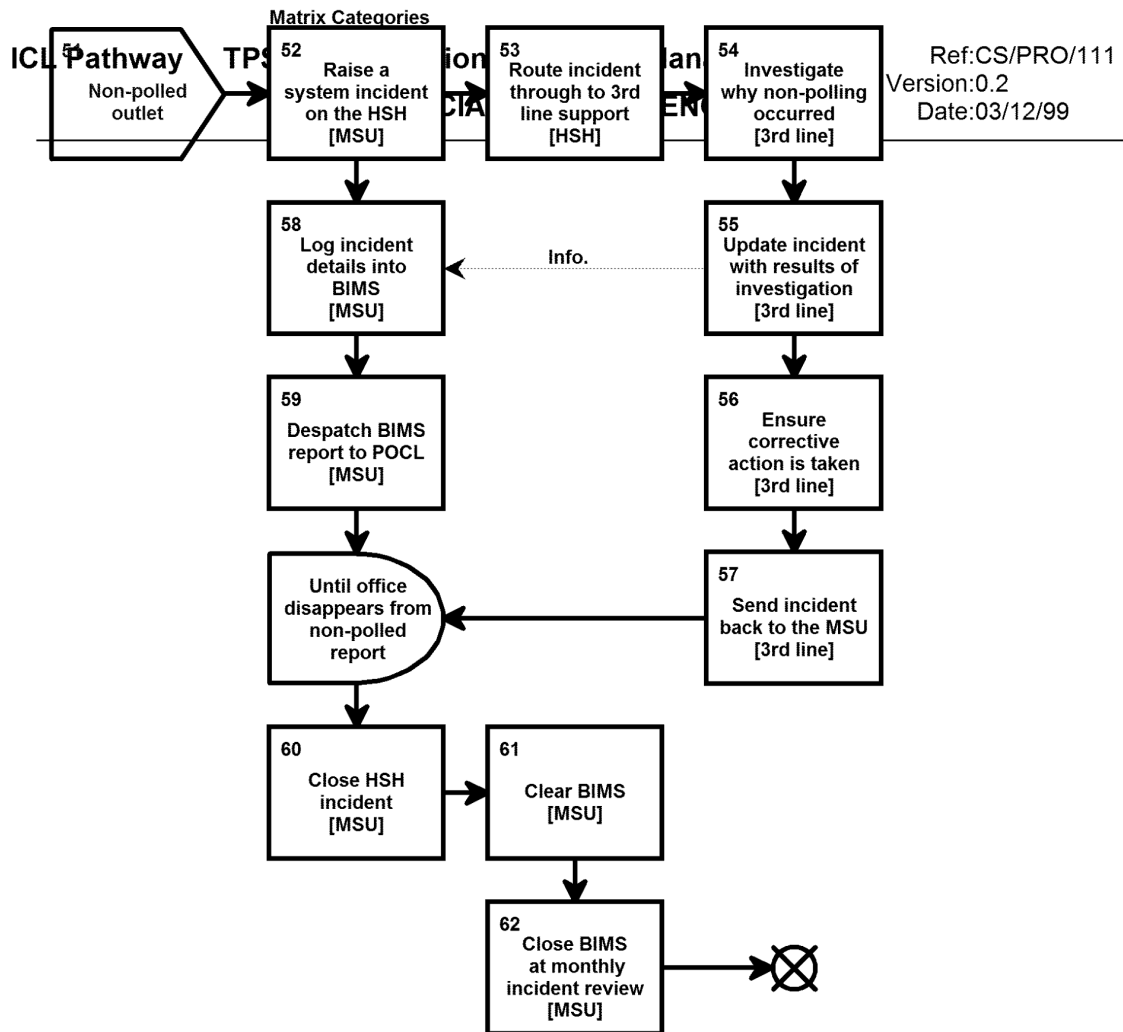 Matrix Categories
ICL Pathway
Ref:CS/PRO/111
Version:0.2
Date:03/12/99
51
Non-polled
outlet
52
Raise a
system incident
on the HSH
[MSU]
53
Route incident
through to 3rd
line support
[HSH]
54
Investigate
why non-polling
occurred
[3rd line]
58
Log incident
details into
BIMS
[MSU]
Info.
55
Update incident
with results of
investigation
[3rd line]
59
Despatch BIMS
report to POCL
[MSU]
56
Ensure
corrective
action is taken
[3rd line]
Until office
disappears from
non-polled
report
57
Send incident
back to the MSU
[3rd line]
60
Close HSH
incident
[MSU]
61
Clear BIMS
[MSU]
62
Close BIMS
at monthly
incident review
[MSU]